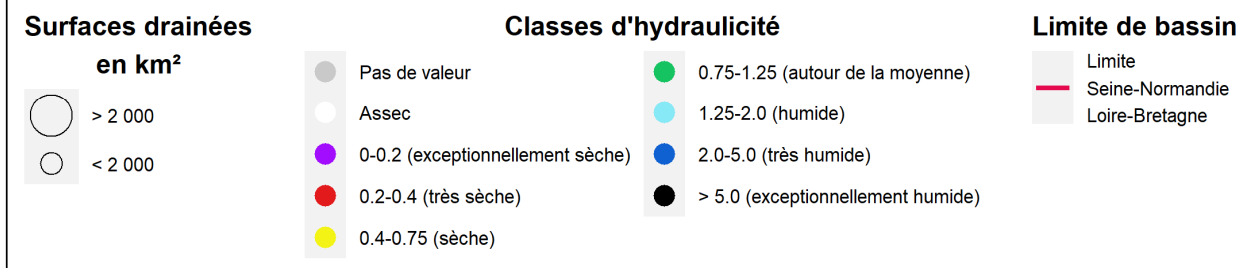 Surfaces drainées
en km²
> 2 000
< 2 000
Classes d'hydraulicité
Pas de valeur
Assec
0-0.2 (exceptionnellement sèche)
0.2-0.4 (très sèche)
0.4-0.75 (sèche)
0.75-1.25 (autour de la moyenne)
1.25-2.0 (humide)
2.0-5.0 (très humide)
> 5.0 (exceptionnellement humide)
Limite de bassin
Limite
Seine-Normandie
Loire-Bretagne